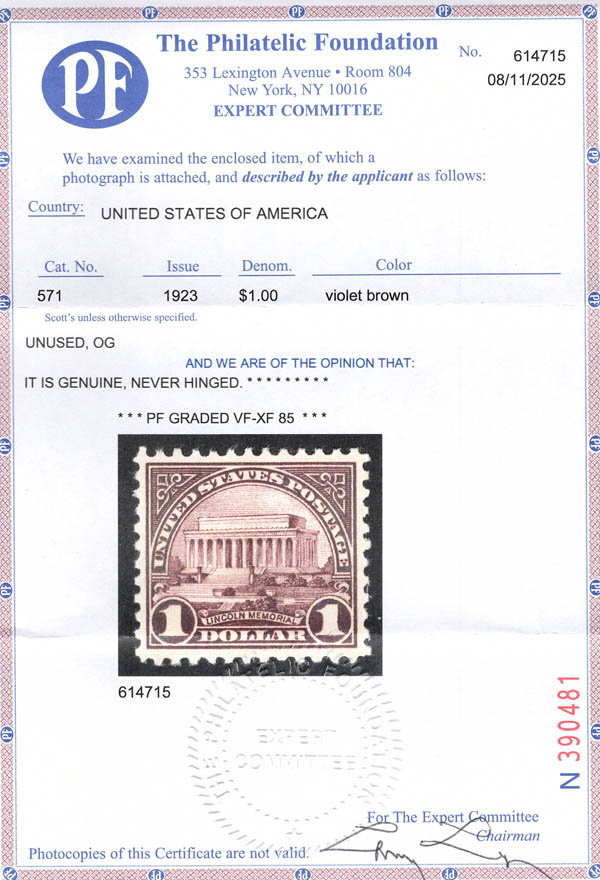 PF
The Philatelic Foundation
353 Lexington Avenue • Room 804
New York, NY 10016
EXPERT COMMITTEE
No. 614715
08/11/2025
We have examined the enclosed item, of which a
photograph is attached, and described by the applicant as follows:
Country: UNITED STATES OF AMERICA
Cat. No. Issue Denom. Color
571 1923 $1.00 violet brown
Scott's unless otherwise specified.
UNUSED, OG
AND WE ARE OF THE OPINION THAT:
IT IS GENUINE, NEVER HINGED. * * * * * * * * *
* * * PF GRADED VF-XF 85 * * *
UNITED STATES POSTAGE
LINCOLN MEMORIAL
1 DOLLAR 1
614715
PHILATELIC FOUNDATION
EXPERT
COMMITTEE
N 390481
For The Expert Committee
Chairman
Photocopies of this Certificate are not valid.